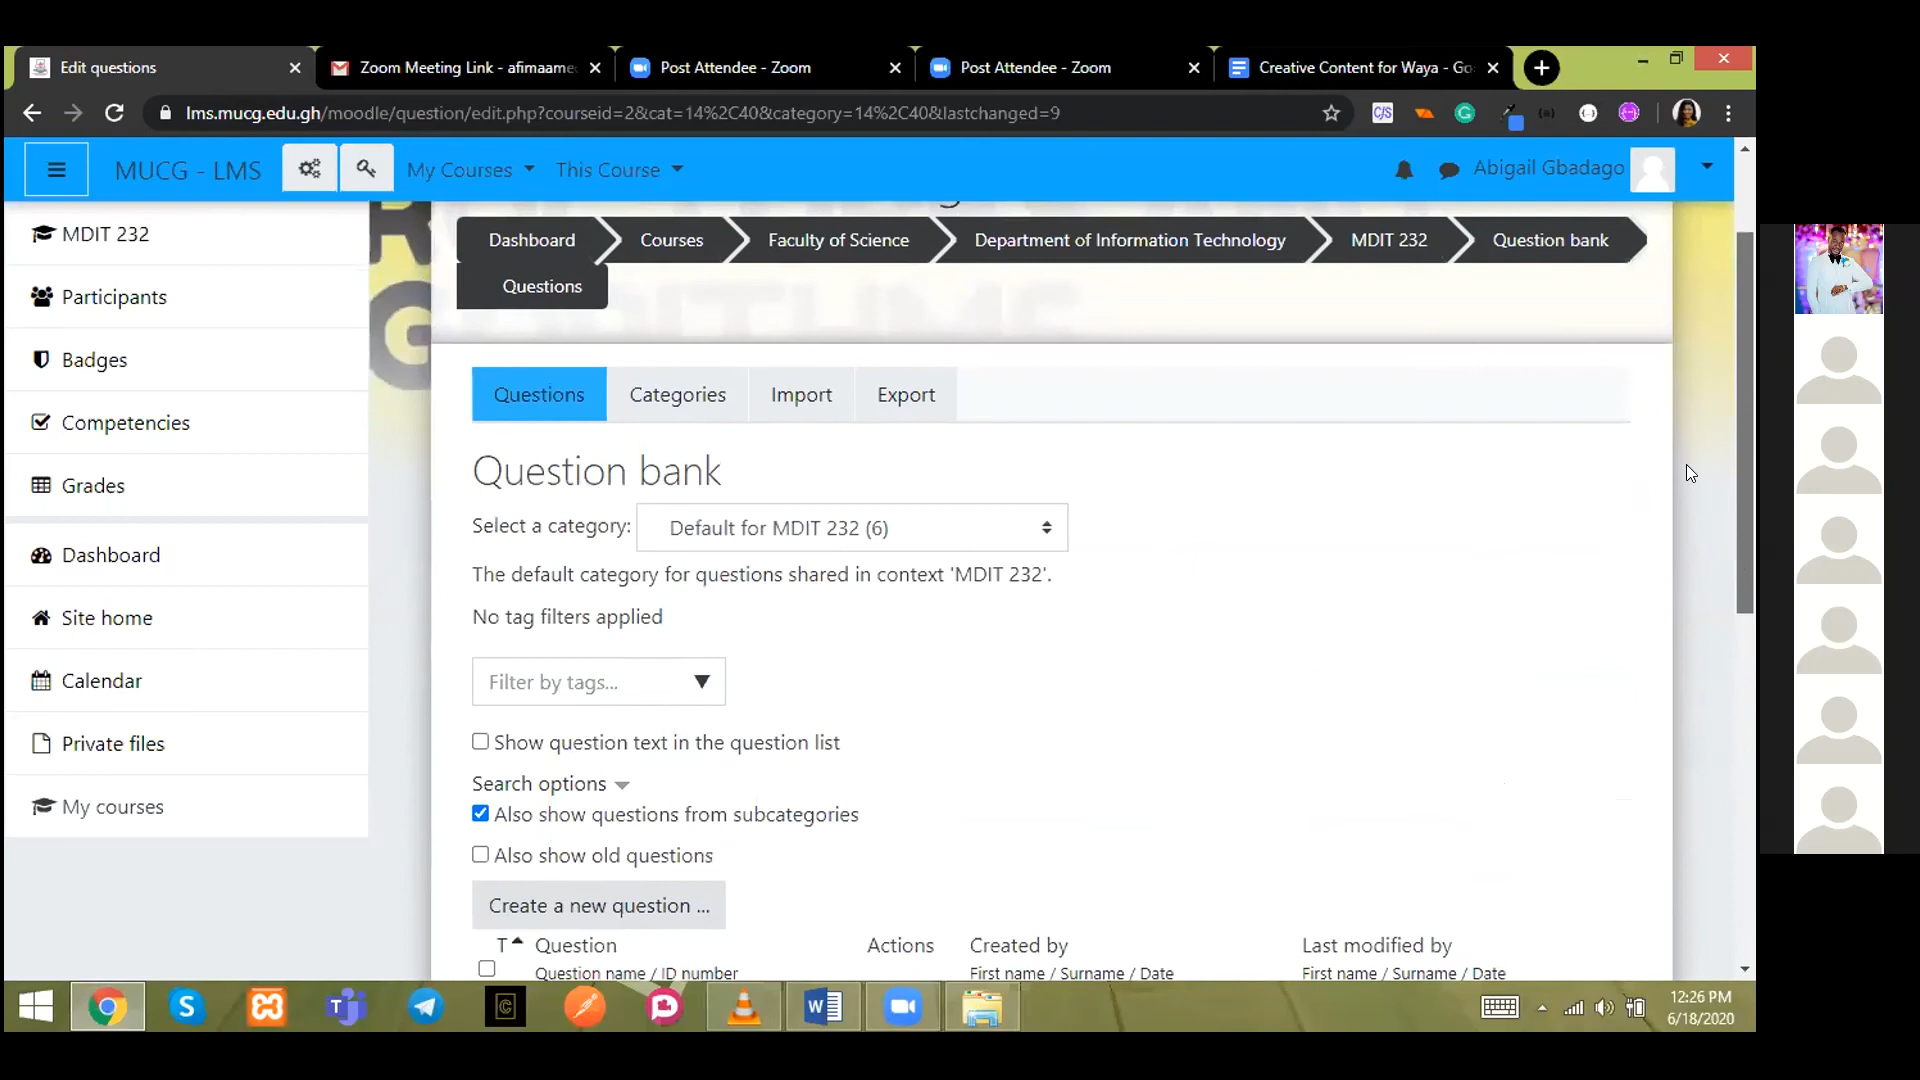 Edit questions
Zoom Meeting Link - afimaame
Post Attendee - Zoom
Post Attendee - Zoom
Creative Content for Waya - Go
lms.mucg.edu.gh/moodle/question/edit.php?courseid=2&cat=14%2C40&category=14%2C40&lastchanged=9
MUCG - LMS
My Courses
This Course
Abigail Gbadago
MDIT 232
Participants
Badges
Competencies
Grades
Dashboard
Site home
Calendar
Private files
My courses
Dashboard
Courses
Faculty of Science
Department of Information Technology
MDIT 232
Question bank
Questions
Questions
Categories
Import
Export
Question bank
Select a category:
Default for MDIT 232 (6)
The default category for questions shared in context 'MDIT 232'.
No tag filters applied
Filter by tags...
Show question text in the question list
Search options
Also show questions from subcategories
Also show old questions
Create a new question ...
T Question Actions Created by Last modified by
Question name / ID number First name / Surname / Date First name / Surname / Date
12:26 PM
6/18/2020